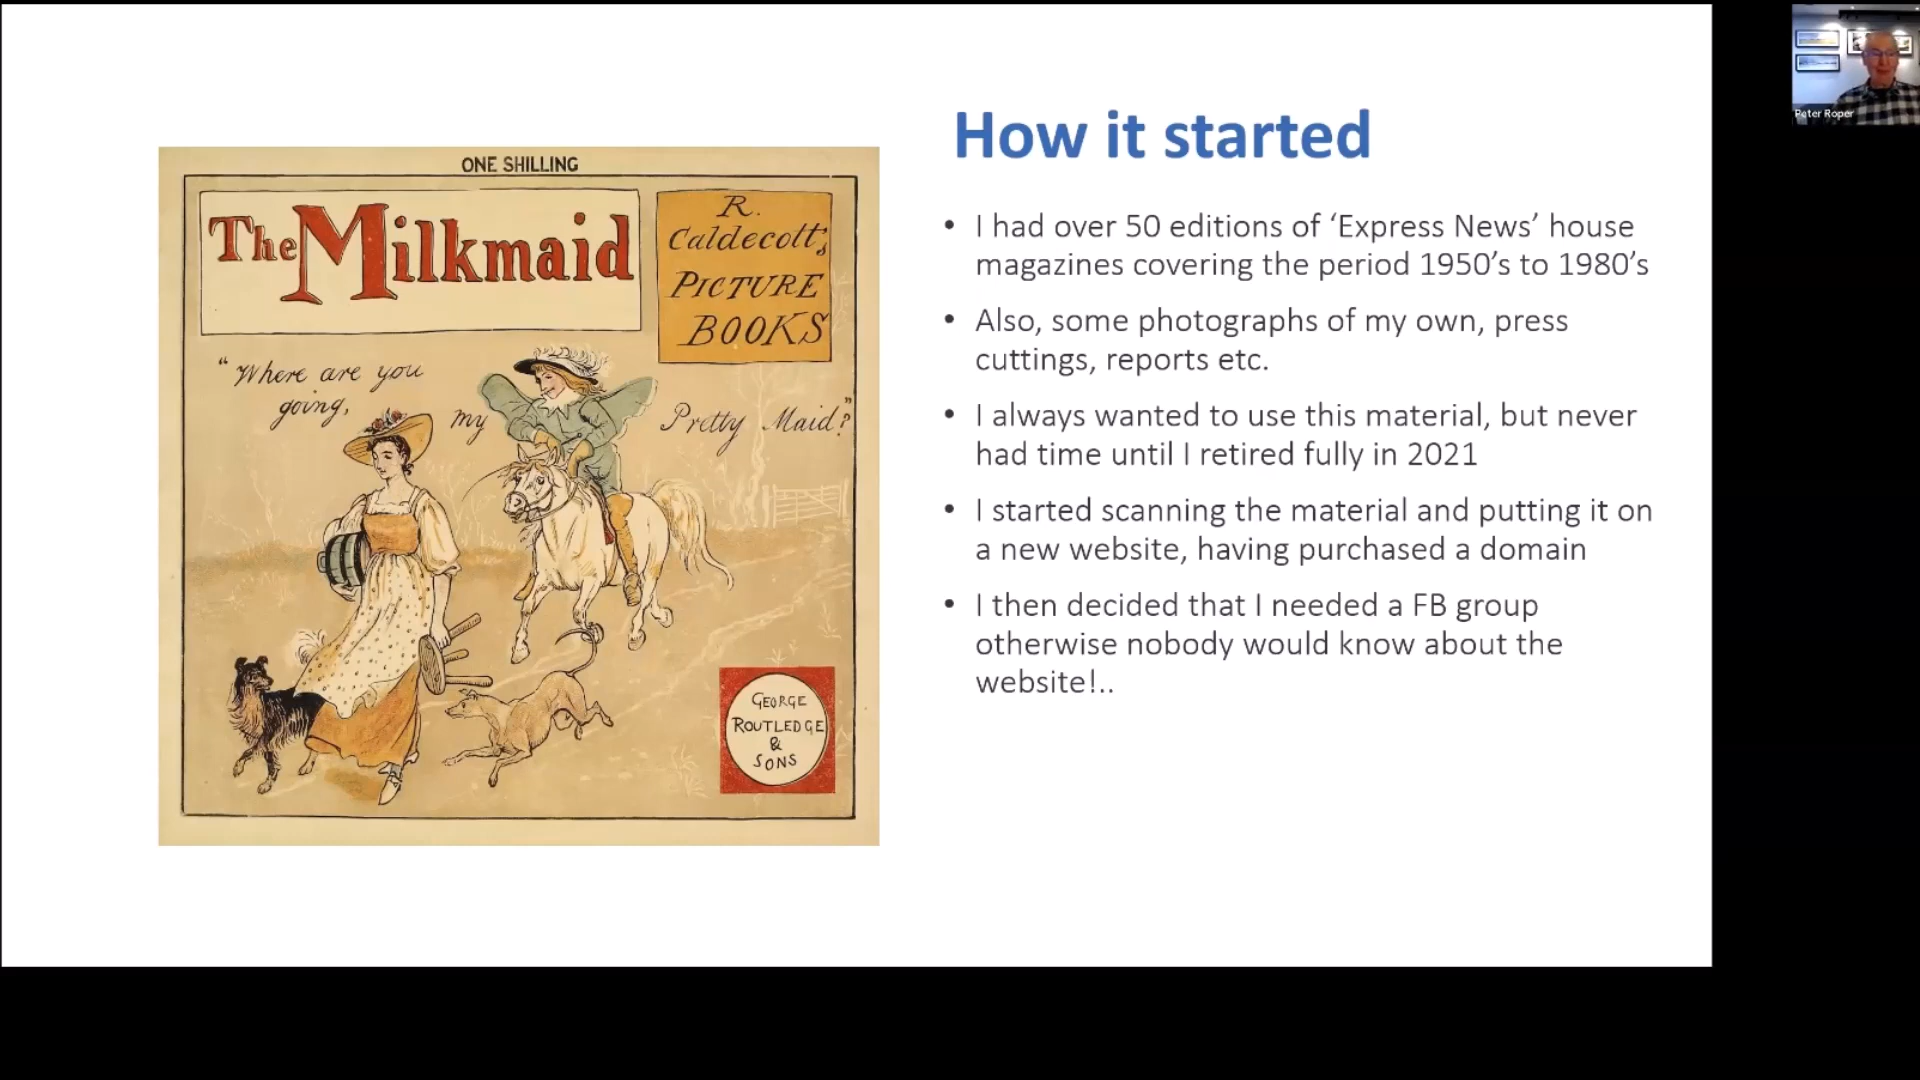 ONE SHILLING
The Milkmaid
R.
Caldecott's
PICTURE
BOOKS
"Where are you
going,
my
Pretty Maid?"
GEORGE
ROUTLEDGE
&
SONS
How it started
• I had over 50 editions of ‘Express News’ house
magazines covering the period 1950’s to 1980’s
• Also, some photographs of my own, press
cuttings, reports etc.
• I always wanted to use this material, but never
had time until I retired fully in 2021
• I started scanning the material and putting it on
a new website, having purchased a domain
• I then decided that I needed a FB group
otherwise nobody would know about the
website!..
Peter Roper